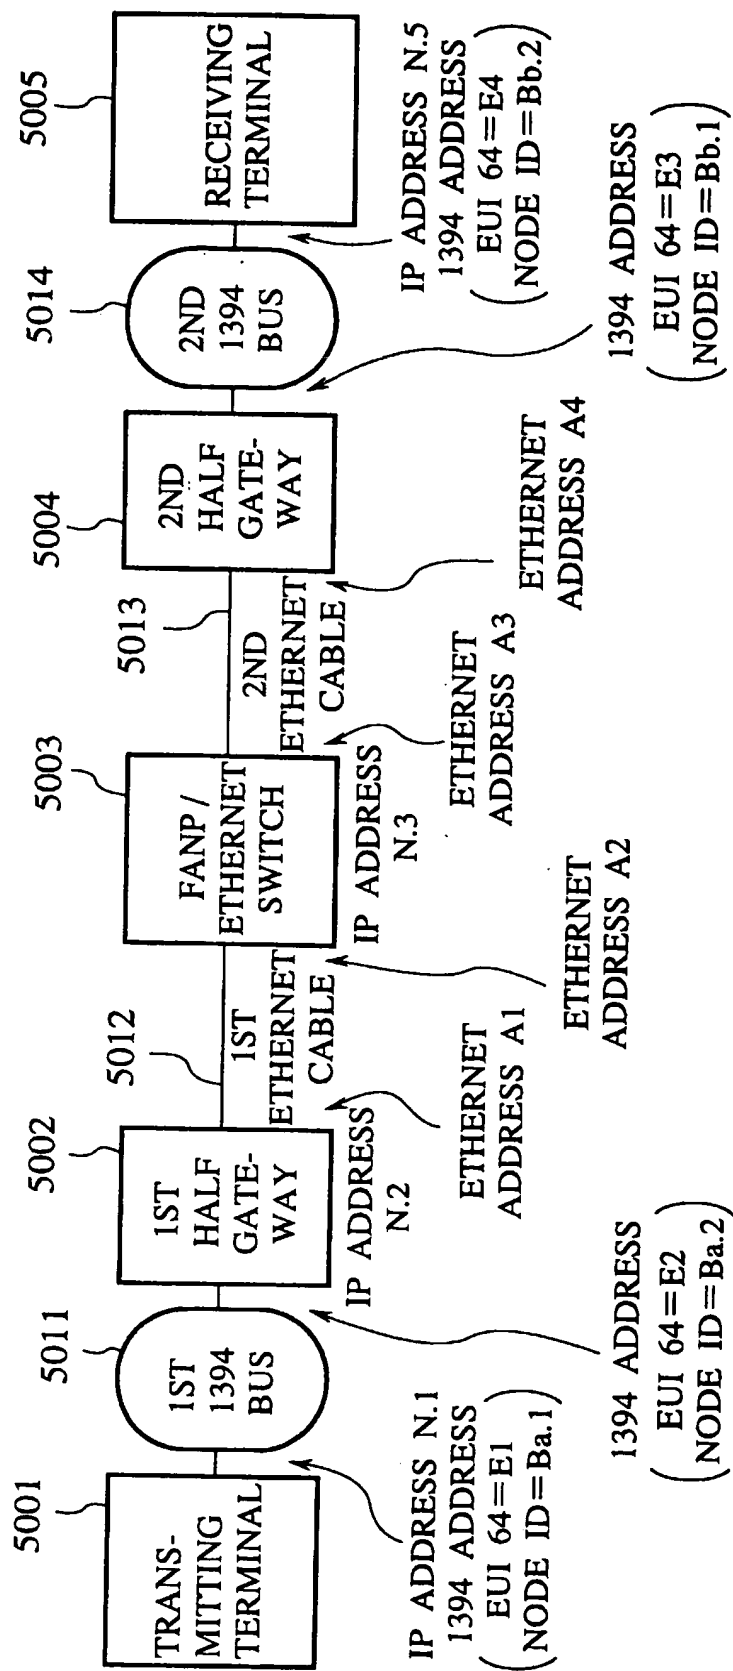 5001
TRANS-
MITTING
TERMINAL
IP ADDRESS N.1
1394 ADDRESS
(EUI 64=E1
NODE ID=Ba.1)
5011
1ST
1394
BUS
1394 ADDRESS
(EUI 64=E2
NODE ID=Ba.2)
5002
1ST
HALF
GATE-
WAY
IP ADDRESS
N.2
ETHERNET
ADDRESS A1
5012
1ST
ETHERNET
CABLE
ETHERNET
ADDRESS A2
5003
FANP/
ETHERNET
SWITCH
IP ADDRESS
N.3
ETHERNET
ADDRESS A3
5013
2ND
ETHERNET
CABLE
ETHERNET
ADDRESS A4
5004
2ND
HALF
GATE-
WAY
1394 ADDRESS
(EUI 64=E3
NODE ID=Bb.1)
5014
2ND
1394
BUS
IP ADDRESS N.5
1394 ADDRESS
(EUI 64=E4
NODE ID=Bb.2)
5005
RECEIVING
TERMINAL